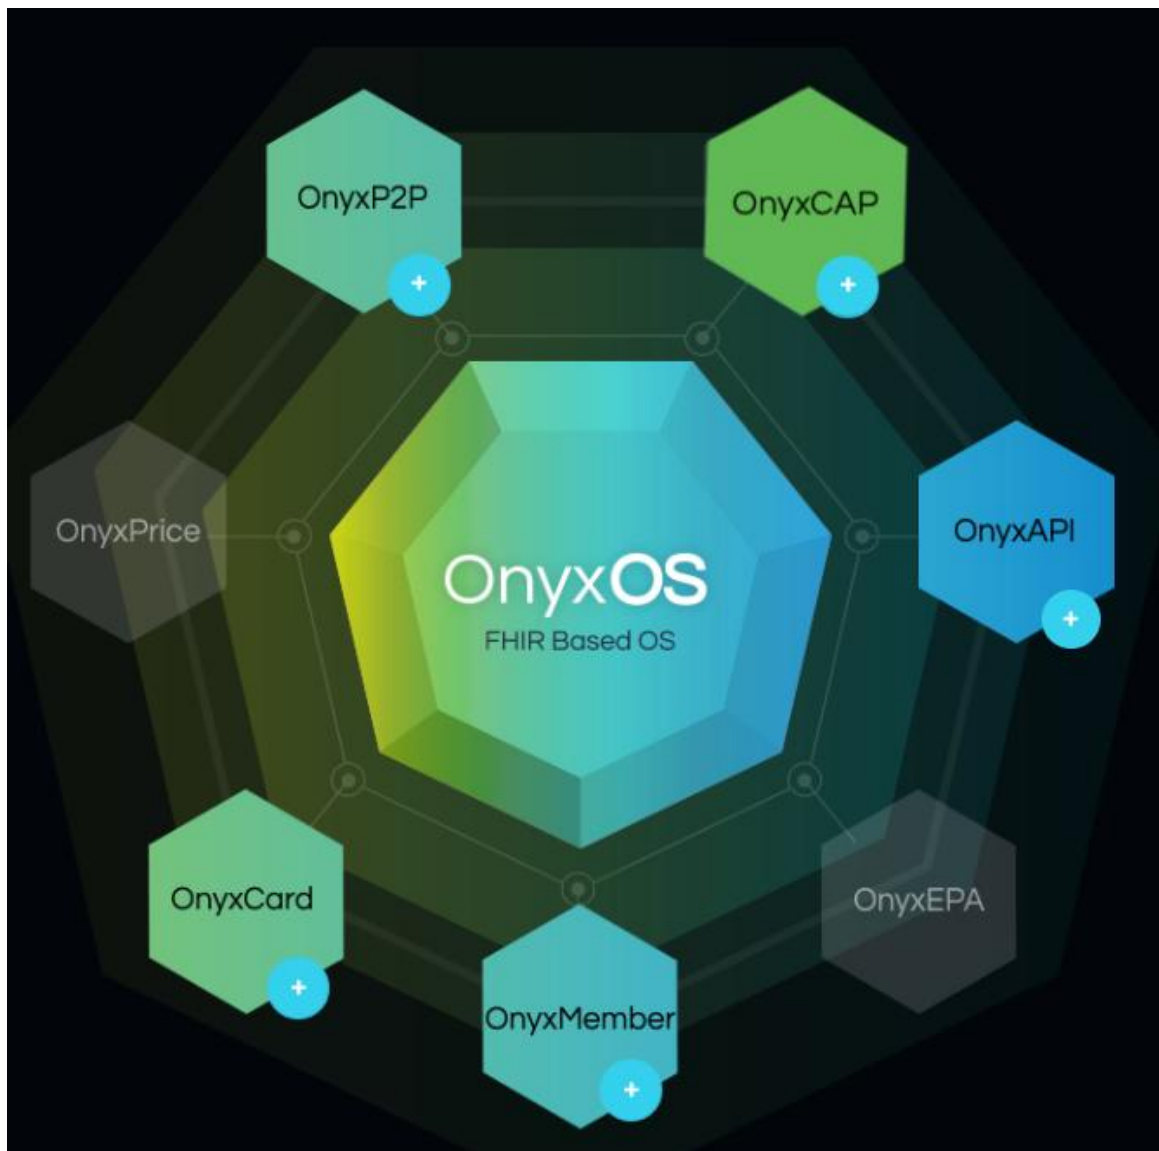 OnyxP2P
+
OnyxCAP
+
OnyxPrice
OnyxAPI
+
OnyxOS
FHIR Based OS
OnyxCard
+
OnyxEPA
OnyxMember
+